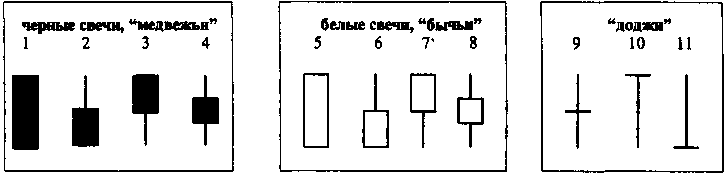 черные свечи, “медвежьи”
1 2 3 4
белые свечи, “бычьи”
5 6 7 8
“доджи”
9 10 11